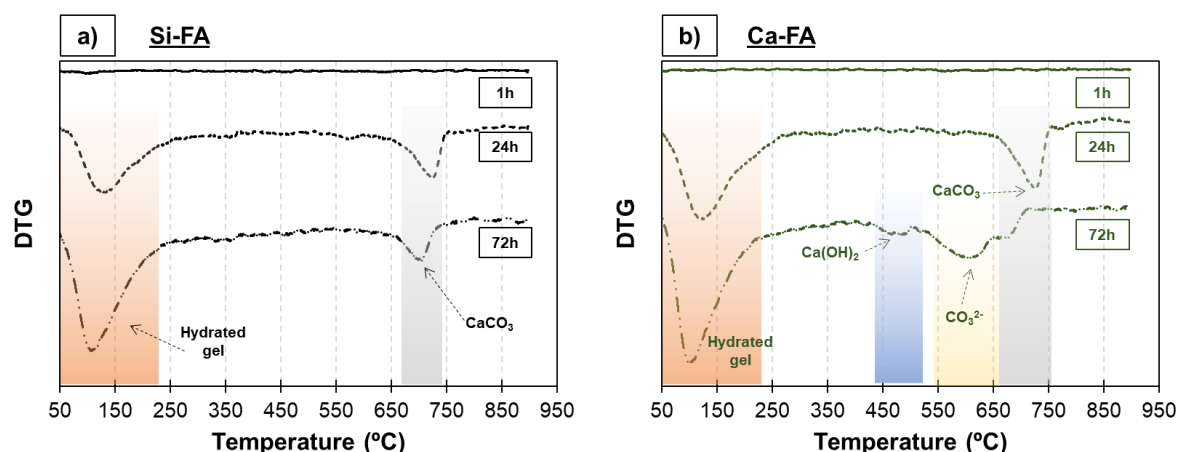 a) Si-FA
1h
24h
72h
CaCO₃
Hydrated
gel
DTG
50 150 250 350 450 550 650 750 850 950
Temperature (ºC)
b) Ca-FA
1h
24h
CaCO₃
72h
Ca(OH)₂
CO₃²⁻
Hydrated
gel
DTG
50 150 250 350 450 550 650 750 850 950
Temperature (ºC)